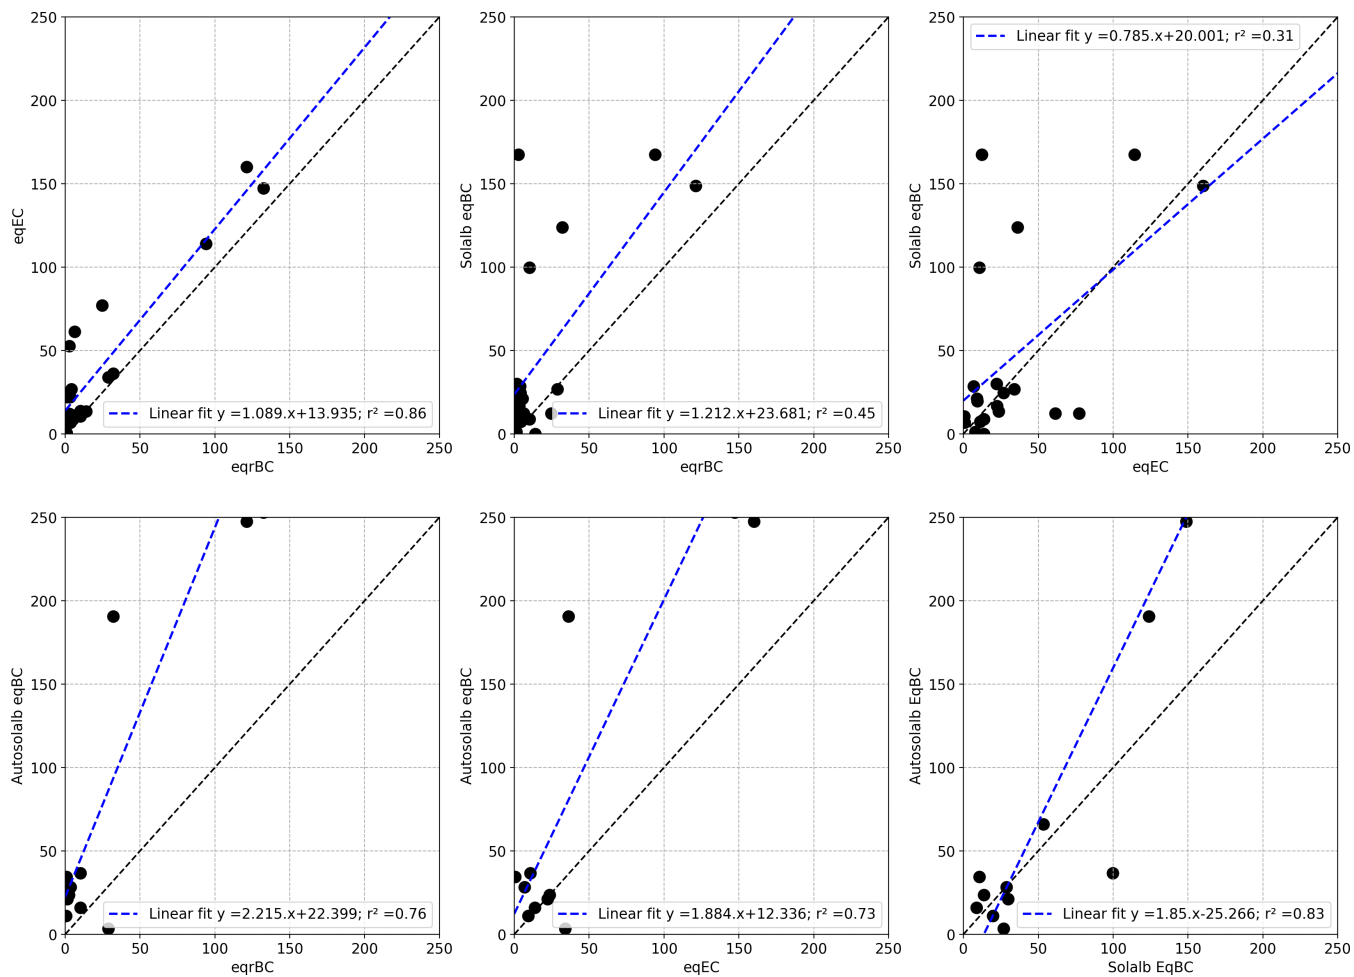 250
200
150
100
50
0
eqEC
0 50 100 150 200 250
eqrBC
Linear fit y =1.089.x+13.935; r² =0.86
250
200
150
100
50
0
Solalb eqBC
0 50 100 150 200 250
eqrBC
Linear fit y =1.212.x+23.681; r² =0.45
250
200
150
100
50
0
Solalb eqBC
0 50 100 150 200 250
eqEC
Linear fit y =0.785.x+20.001; r² =0.31
250
200
150
100
50
0
Autosolalb eqBC
0 50 100 150 200 250
eqrBC
Linear fit y =2.215.x+22.399; r² =0.76
250
200
150
100
50
0
Autosolalb eqBC
0 50 100 150 200 250
eqEC
Linear fit y =1.884.x+12.336; r² =0.73
250
200
150
100
50
0
Autosolalb EqBC
0 50 100 150 200 250
Solalb EqBC
Linear fit y =1.85.x-25.266; r² =0.83